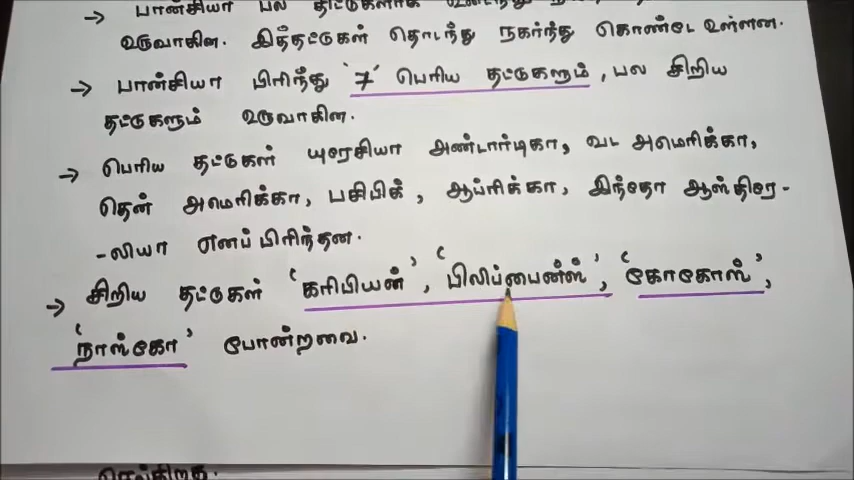 → பான்சியா பல தட்டுகளாக
உருவாகின. இத்தட்டுகள் தொடந்து நகர்ந்து கொண்டே உள்ளன.
→ பான்சியா பிரிந்து '7' பெரிய தட்டுகளும், பல சிறிய
தட்டுகளும் உருவாகின.
→ பெரிய தட்டுகள் யுரேசியா அண்டார்டிகா, வட அமெரிக்கா,
தென் அமெரிக்கா, பசிபிக், ஆப்ரிக்கா, இந்தோ ஆஸ்திரே-
-லியா எனப் பிரிந்தன.
→ சிறிய தட்டுகள் 'கரிபியன்', 'பிலிப்பைன்ஸ்', 'கோகோஸ்',
'நாஸ்கோ' போன்றவை.